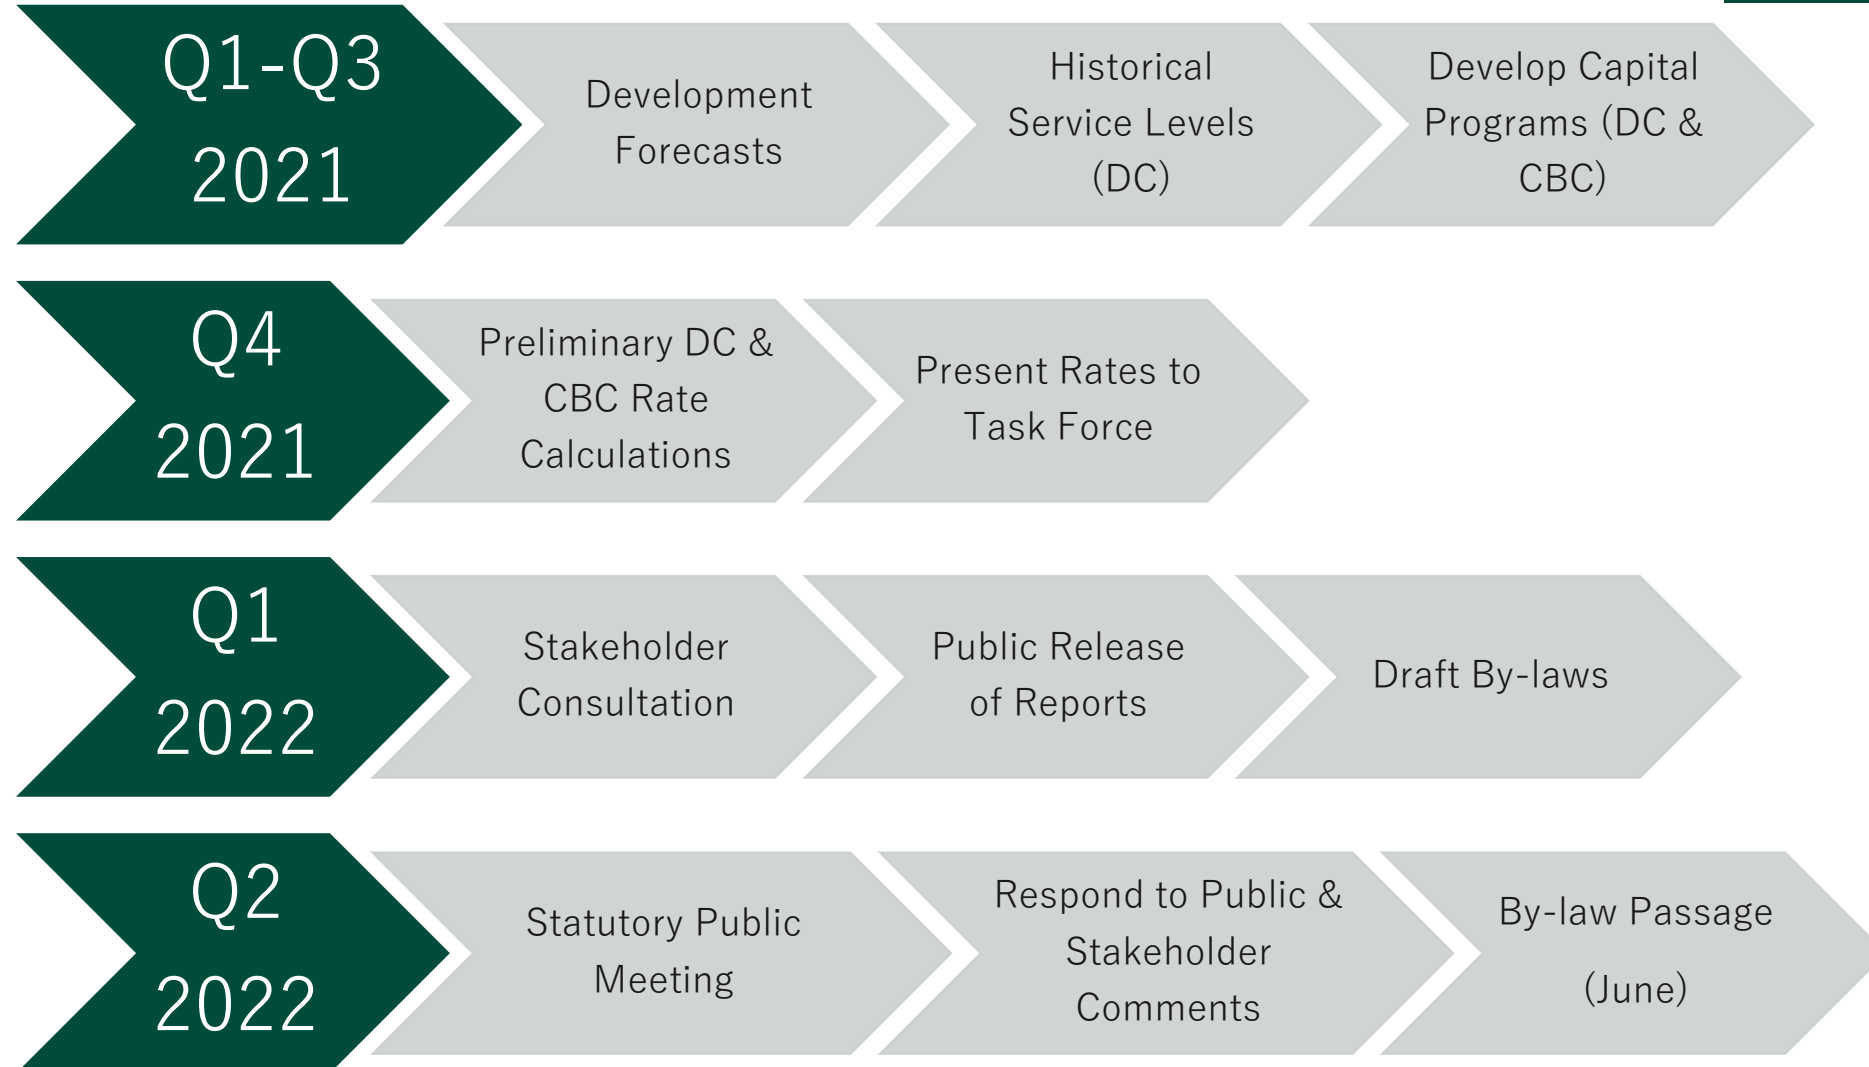 Q1-Q3
2021
Development
Forecasts
Historical
Service Levels
(DC)
Develop Capital
Programs (DC &
CBC)
Q4
2021
Preliminary DC &
CBC Rate
Calculations
Present Rates to
Task Force
Q1
2022
Stakeholder
Consultation
Public Release
of Reports
Draft By-laws
Q2
2022
Statutory Public
Meeting
Respond to Public &
Stakeholder
Comments
By-law Passage
(June)